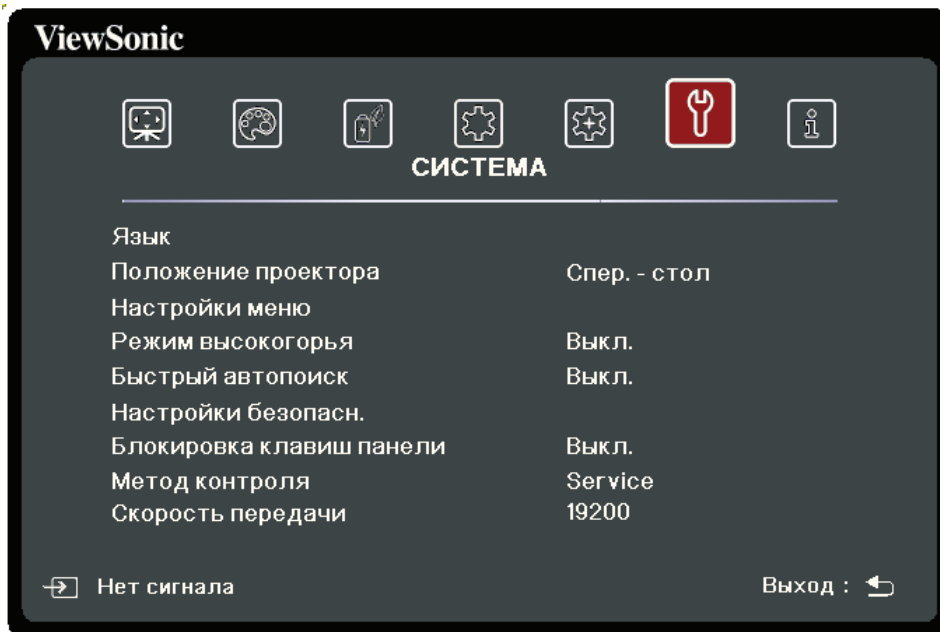 ViewSonic
СИСТЕМА
Язык
Положение проектора Спер. - стол
Настройки меню
Режим высокогорья Выкл.
Быстрый автопоиск Выкл.
Настройки безопасн.
Блокировка клавиш панели Выкл.
Метод контроля Service
Скорость передачи 19200
Нет сигнала Выход :